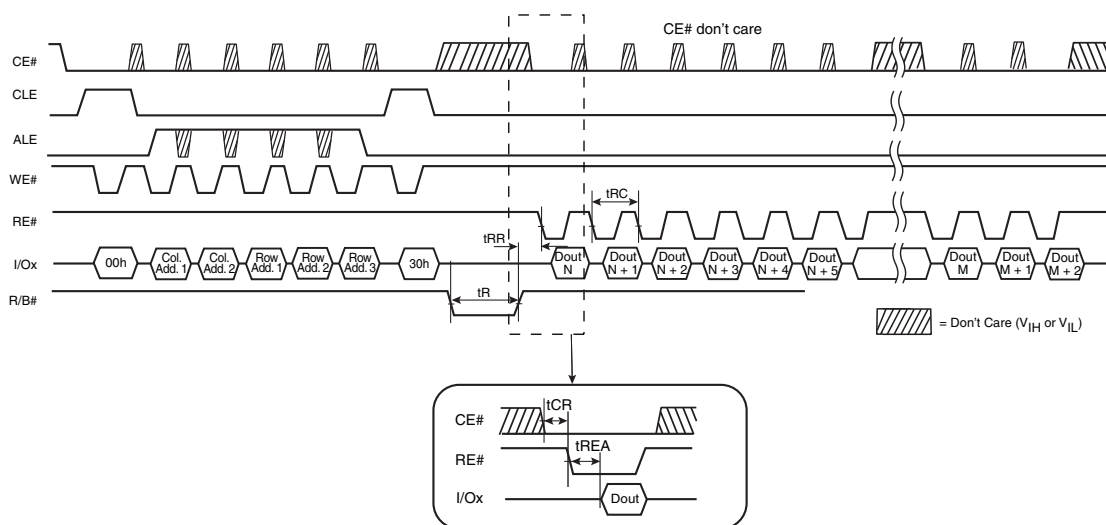 CE# don't care
CE#
CLE
ALE
WE#
tRC
RE#
tRR
I/Ox
00h
Col.
Add. 1
Col.
Add. 2
Row
Add. 1
Row
Add. 2
Row
Add. 3
30h
Dout
N
Dout
N + 1
Dout
N + 2
Dout
N + 3
Dout
N + 4
Dout
N + 5
Dout
M
Dout
M + 1
Dout
M + 2
R/B#
tR
= Don't Care (VIH or VIL)
tCR
CE#
tREA
RE#
I/Ox
Dout